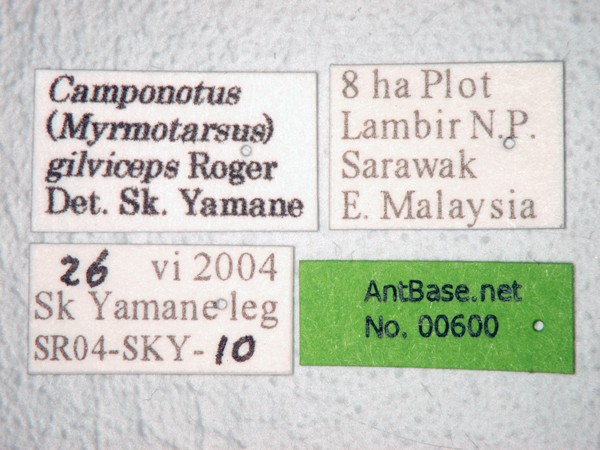 Camponotus
(Myrmotarsus)
gilviceps Roger
Det. Sk. Yamane
8 ha Plot
Lambir N.P.
Sarawak
E. Malaysia
26 vi 2004
Sk Yamane leg
SR04-SKY-10
AntBase.net
No. 00600